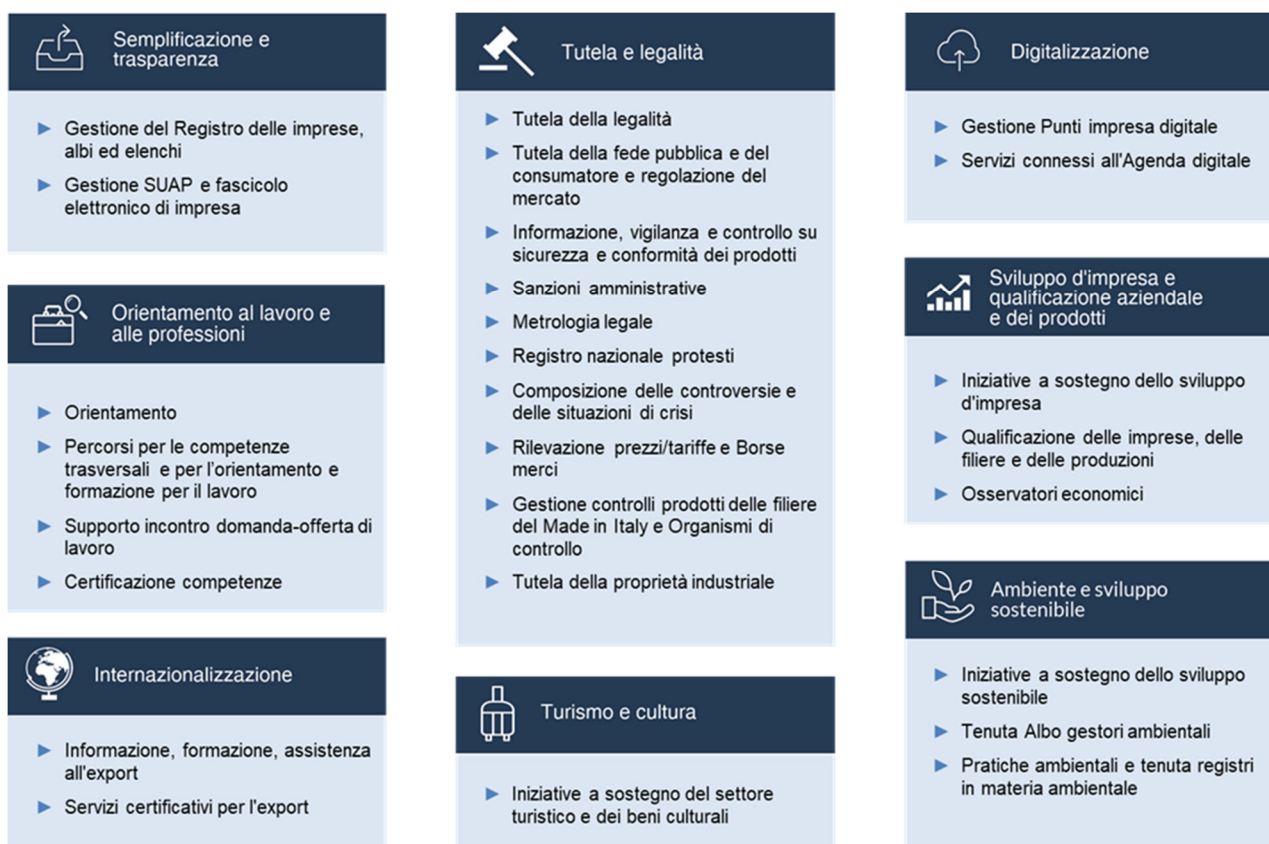 Semplificazione e
trasparenza
Gestione del Registro delle imprese,
albi ed elenchi
Gestione SUAP e fascicolo
elettronico di impresa
Orientamento al lavoro e
alle professioni
Orientamento
Percorsi per le competenze
trasversali e per l'orientamento e
formazione per il lavoro
Supporto incontro domanda-offerta di
lavoro
Certificazione competenze
Internazionalizzazione
Informazione, formazione, assistenza
all'export
Servizi certificativi per l'export
Tutela e legalità
Tutela della legalità
Tutela della fede pubblica e del
consumatore e regolazione del
mercato
Informazione, vigilanza e controllo su
sicurezza e conformità dei prodotti
Sanzioni amministrative
Metrologia legale
Registro nazionale protesti
Composizione delle controversie e
delle situazioni di crisi
Rilevazione prezzi/tariffe e Borse
merci
Gestione controlli prodotti delle filiere
del Made in Italy e Organismi di
controllo
Tutela della proprietà industriale
Turismo e cultura
Iniziative a sostegno del settore
turistico e dei beni culturali
Digitalizzazione
Gestione Punti impresa digitale
Servizi connessi all'Agenda digitale
Sviluppo d'impresa e
qualificazione aziendale
e dei prodotti
Iniziative a sostegno dello sviluppo
d'impresa
Qualificazione delle imprese, delle
filiere e delle produzioni
Osservatori economici
Ambiente e sviluppo
sostenibile
Iniziative a sostegno dello sviluppo
sostenibile
Tenuta Albo gestori ambientali
Pratiche ambientali e tenuta registri
in materia ambientale